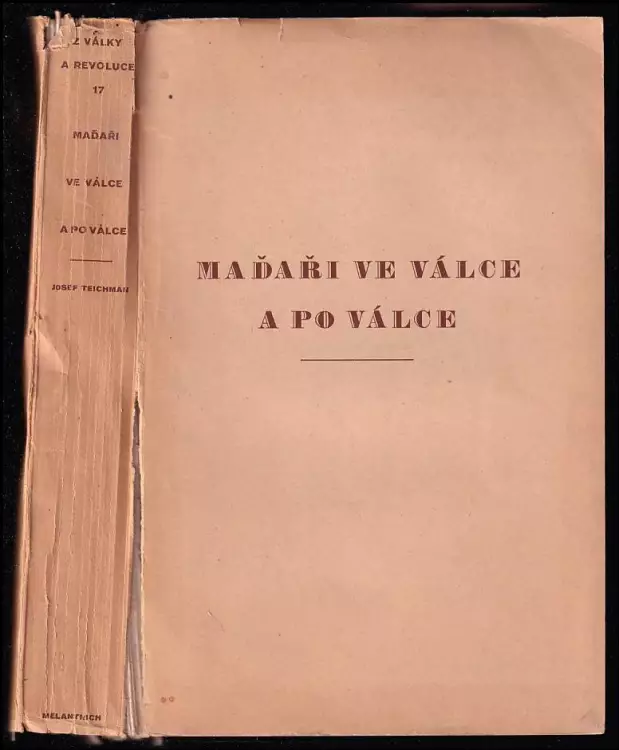 Z VÁLKY
A REVOLUCE
17
MAĎAŘI
VE VÁLCE
A PO VÁLCE
JOSEF TEICHMAN
MELANTRICH
MAĎAŘI VE VÁLCE
A PO VÁLCE